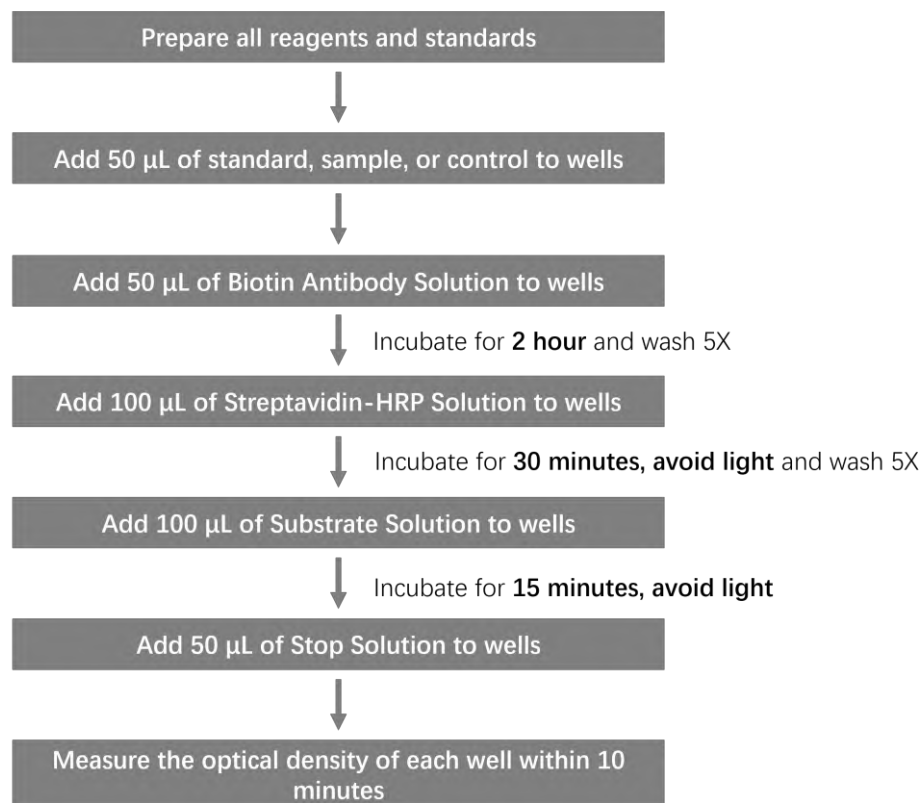 Prepare all reagents and standards
Add 50 μL of standard, sample, or control to wells
Add 50 μL of Biotin Antibody Solution to wells
Incubate for 2 hour and wash 5X
Add 100 μL of Streptavidin-HRP Solution to wells
Incubate for 30 minutes, avoid light and wash 5X
Add 100 μL of Substrate Solution to wells
Incubate for 15 minutes, avoid light
Add 50 μL of Stop Solution to wells
Measure the optical density of each well within 10
minutes